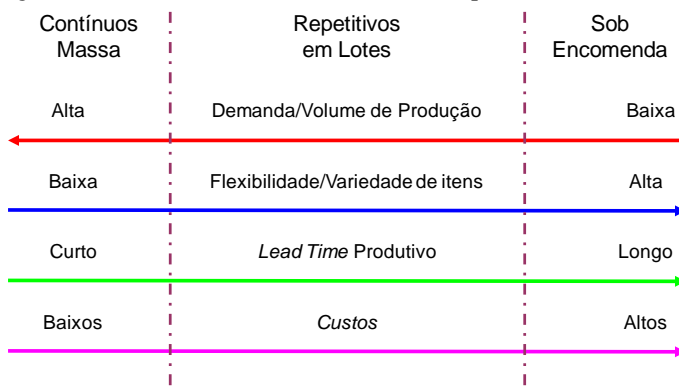 Contínuos Massa
Repetitivos em Lotes
Sob Encomenda
Alta Demanda/Volume de Produção Baixa
Baixa Flexibilidade/Variedade de itens Alta
Curto Lead Time Produtivo Longo
Baixos Custos Altos